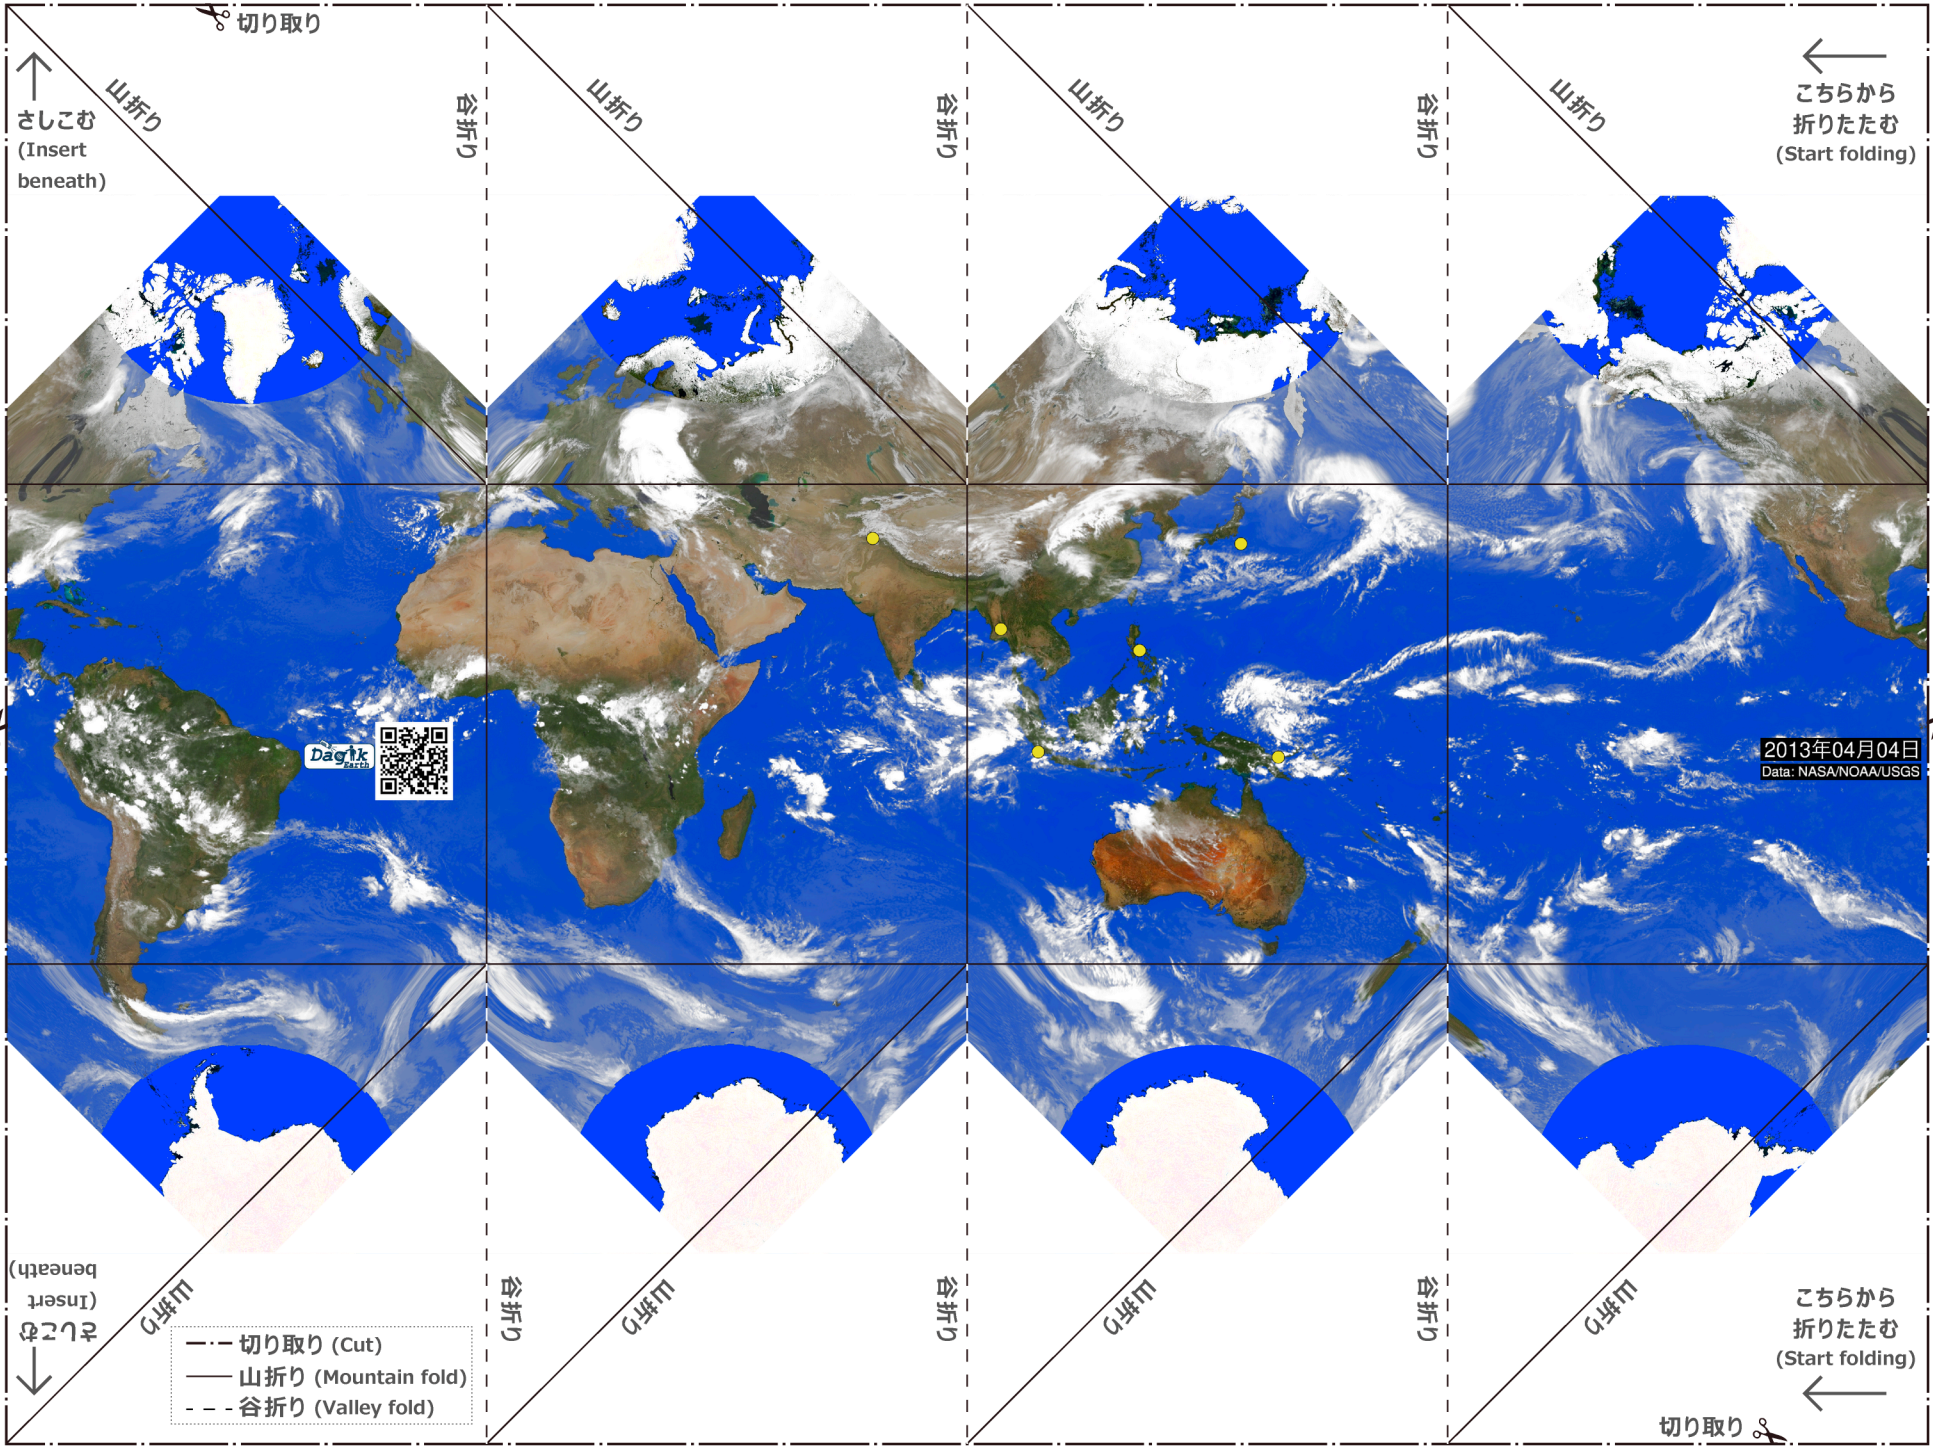 切り取り
山折り
谷折り
山折り
谷折り
山折り
谷折り
山折り
さしこむ
(Insert
beneath)
こちらから
折りたたむ
(Start folding)
Dagik
Earth
2013年04月04日
Data: NASA/NOAA/USGS
さしこむ
(Insert
beneath)
山折り
谷折り
山折り
谷折り
山折り
谷折り
山折り
切り取り (Cut)
山折り (Mountain fold)
谷折り (Valley fold)
こちらから
折りたたむ
(Start folding)
切り取り